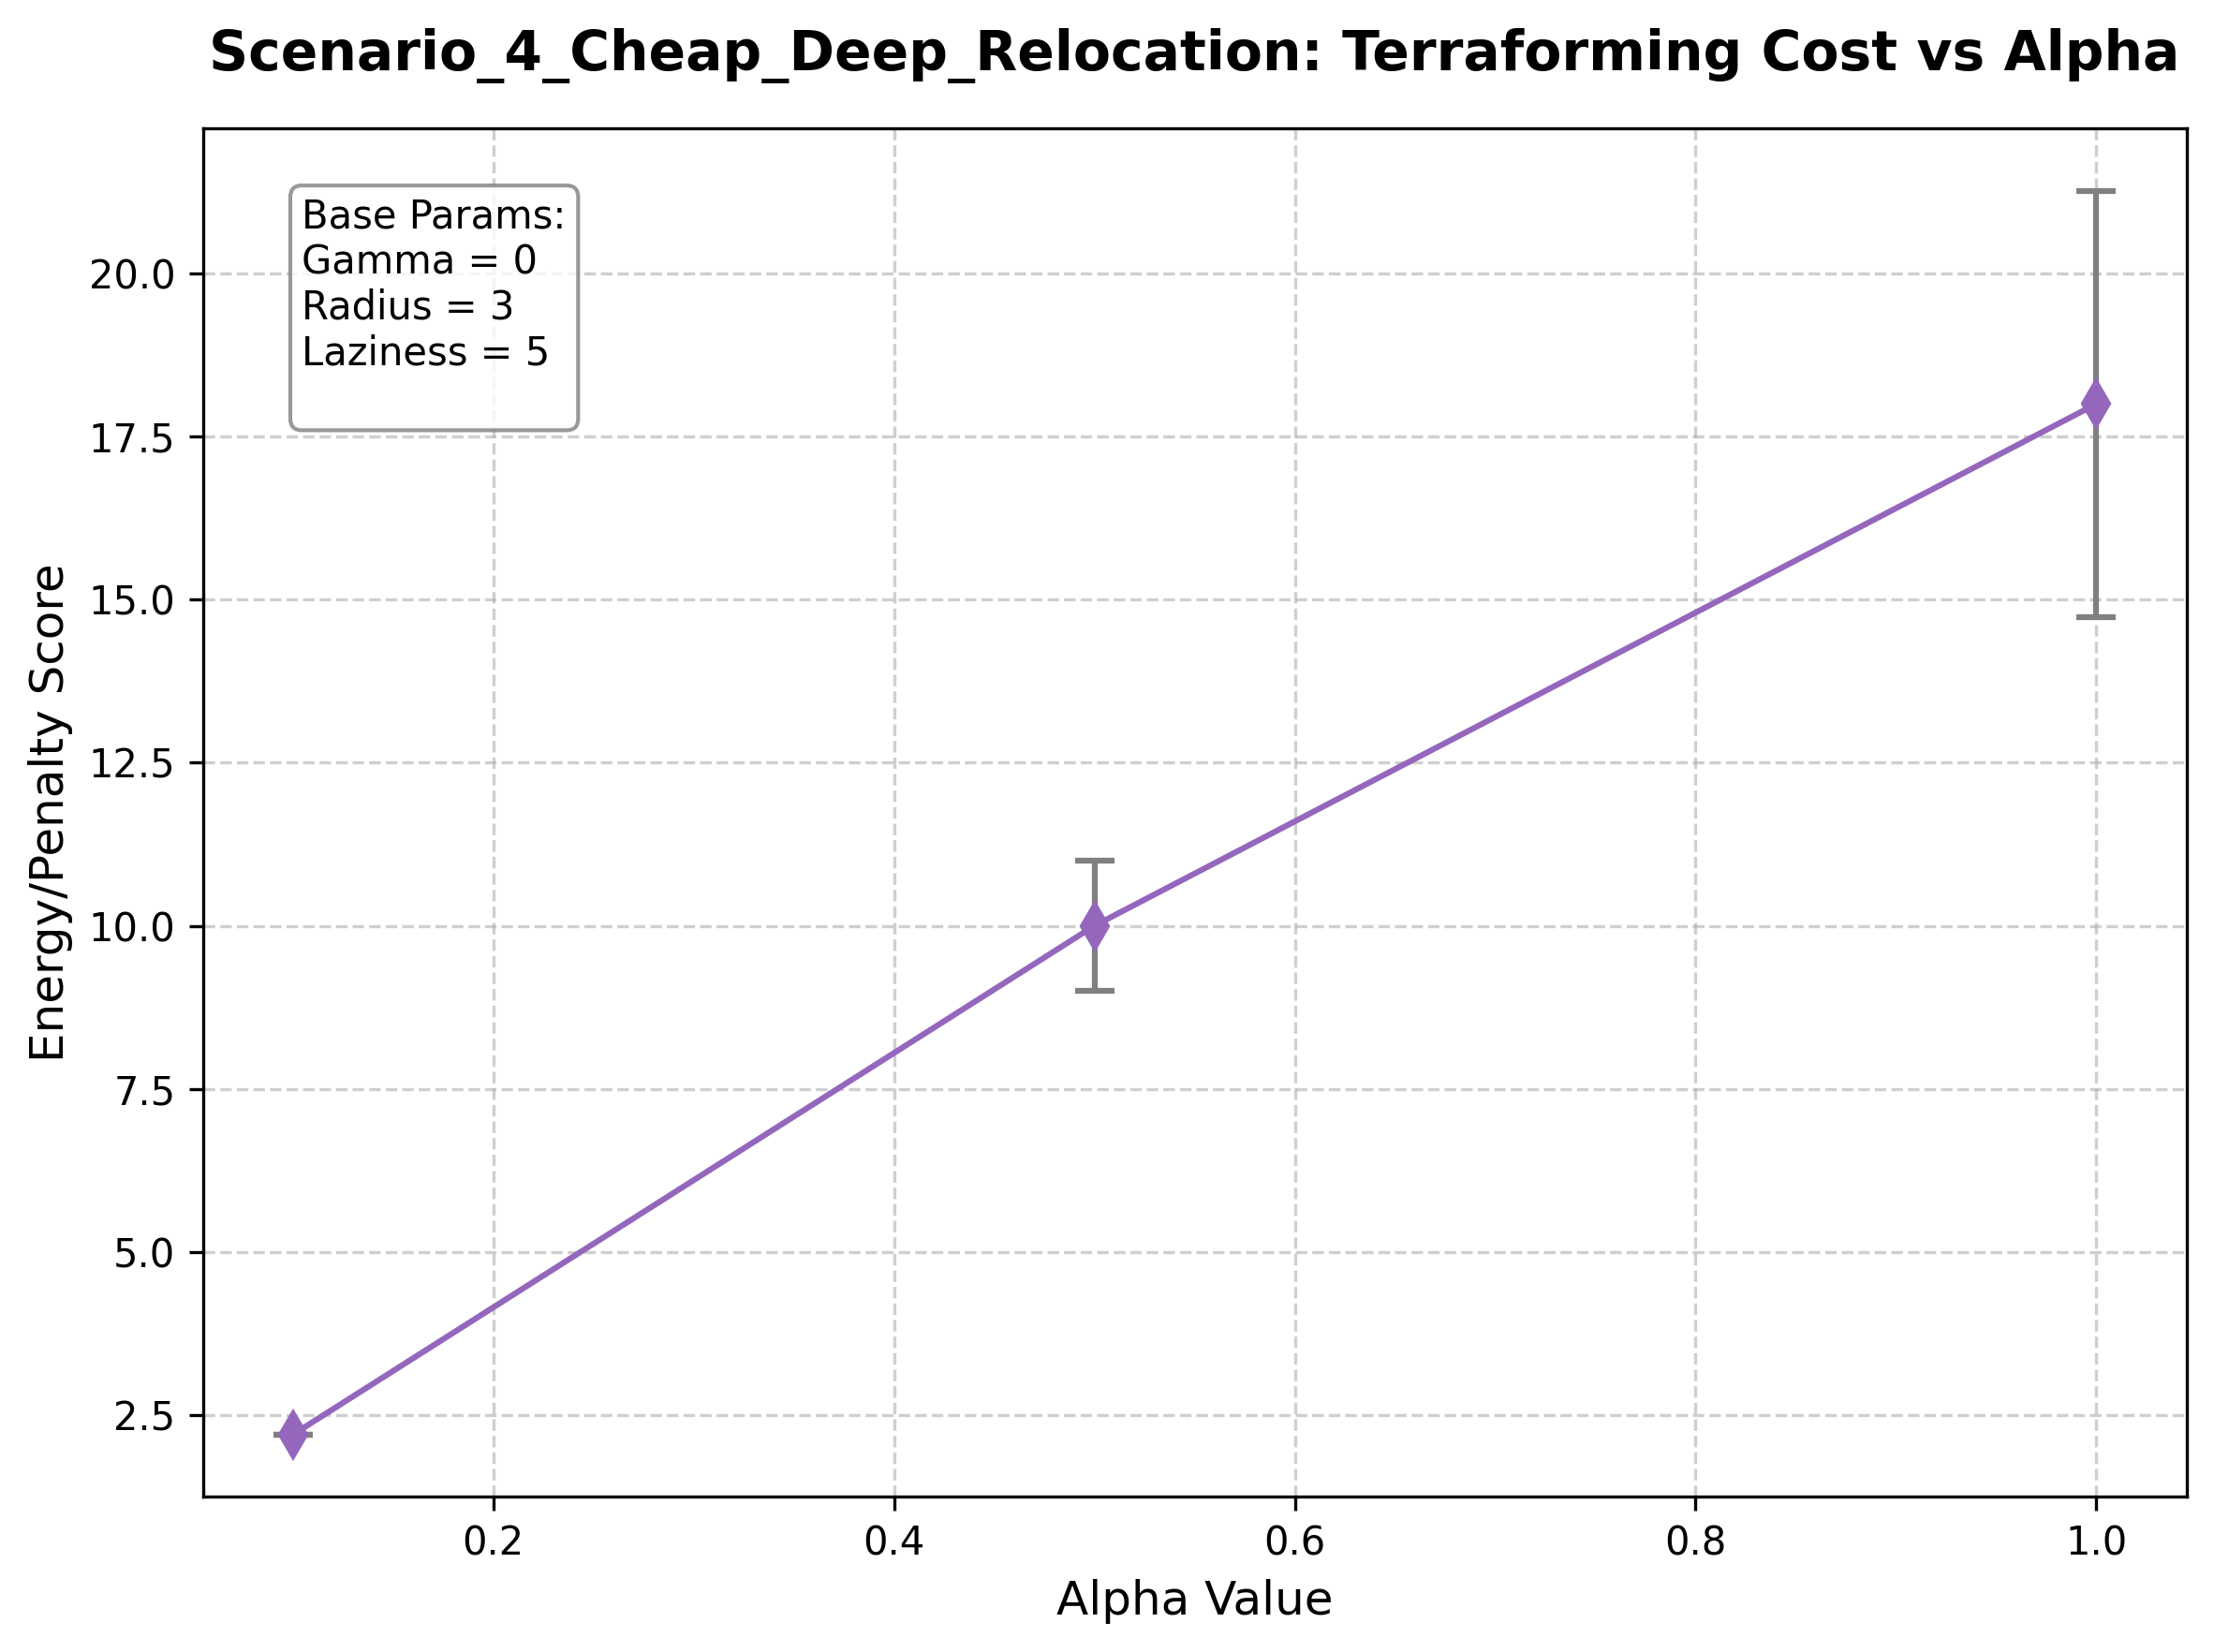 Scenario_4_Cheap_Deep_Relocation: Terraforming Cost vs Alpha
Base Params:
Gamma = 0
Radius = 3
Laziness = 5
Energy/Penalty Score
20.0
17.5
15.0
12.5
10.0
7.5
5.0
2.5
0.2 0.4 0.6 0.8 1.0
Alpha Value